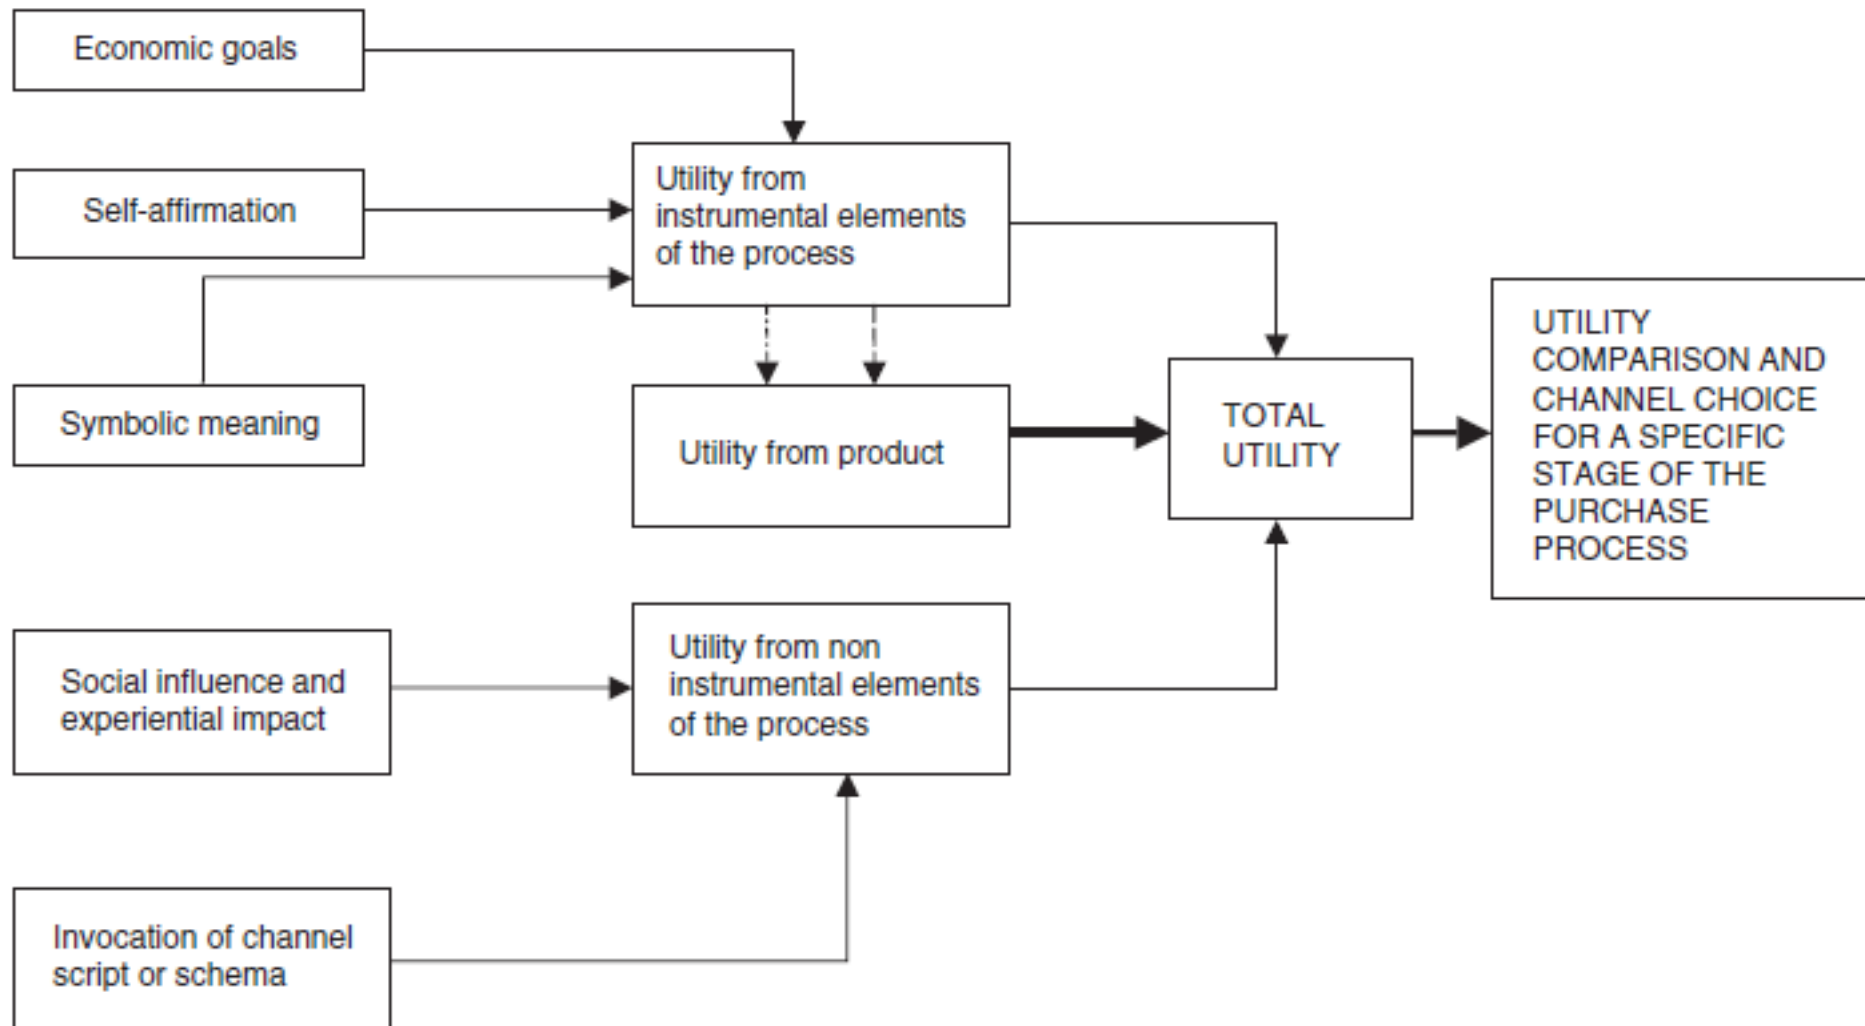 Economic goals
Self-affirmation
Symbolic meaning
Social influence and
experiential impact
Invocation of channel
script or schema
Utility from
instrumental elements
of the process
Utility from product
Utility from non
instrumental elements
of the process
TOTAL
UTILITY
UTILITY
COMPARISON AND
CHANNEL CHOICE
FOR A SPECIFIC
STAGE OF THE
PURCHASE
PROCESS